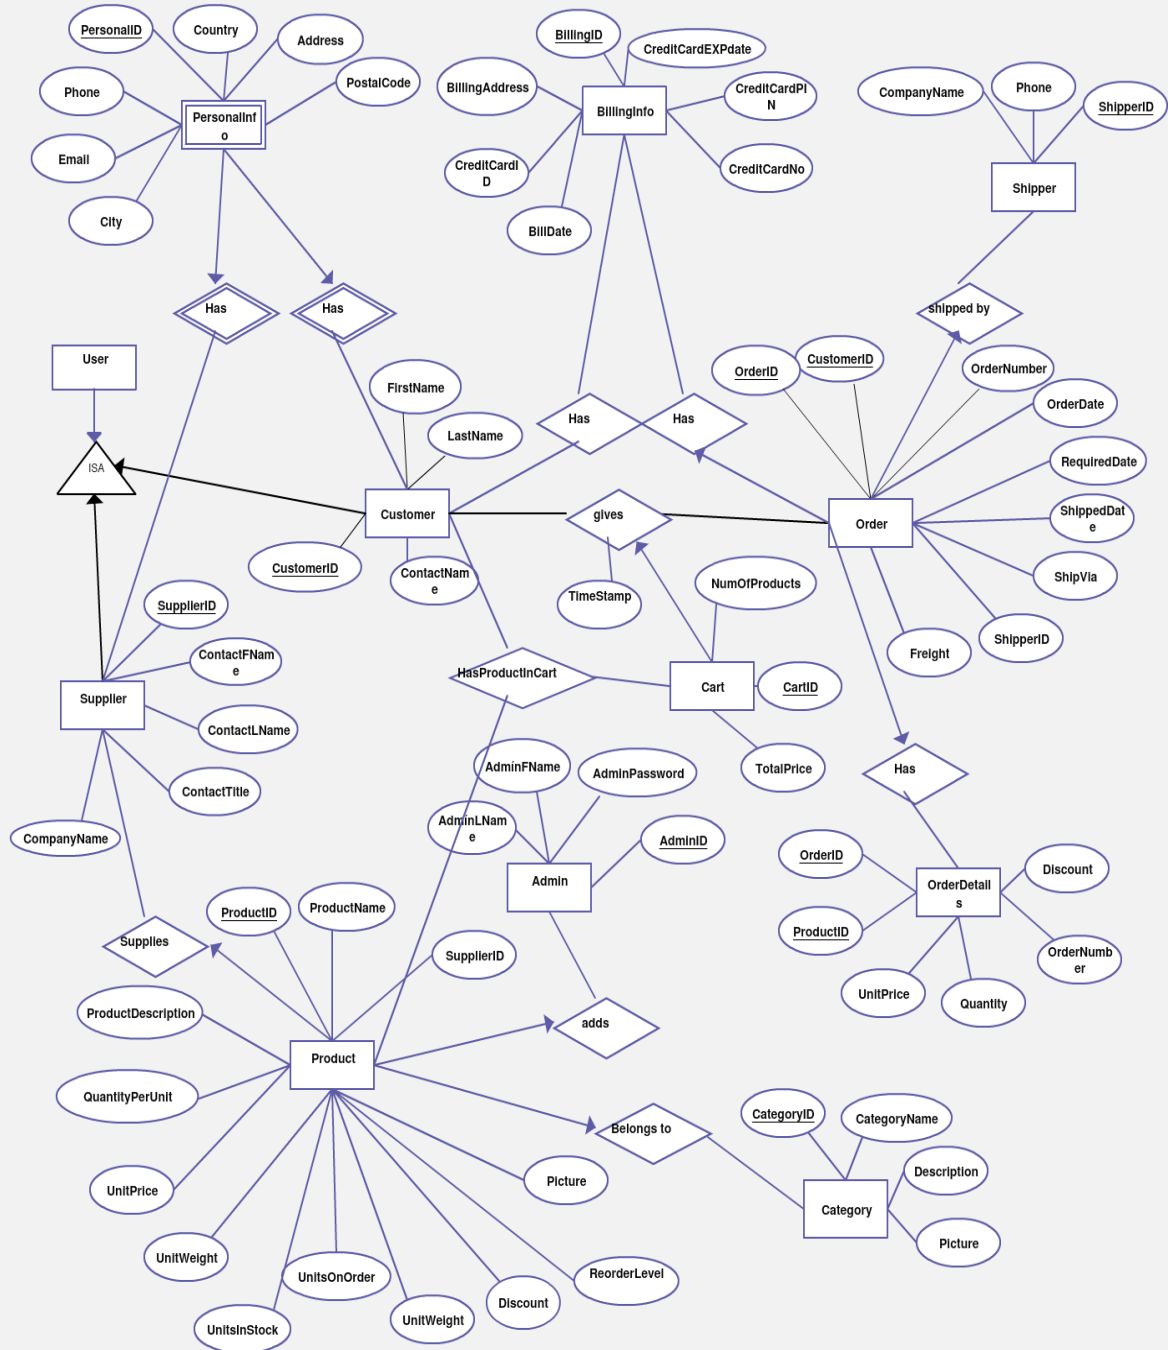 PersonalID
Country
Address
PostalCode
Phone
PersonalInf
o
Email
City
BillingID
CreditCardEXPdate
BillingAddress
BillingInfo
CreditCardPI
N
CreditCardI
D
CreditCardNo
BillDate
CompanyName
Phone
ShipperID
Shipper
Has
Has
shipped by
User
ISA
FirstName
LastName
Has
Has
OrderID
CustomerID
OrderNumber
OrderDate
RequiredDate
ShippedDat
e
ShipVia
ShipperID
Freight
Order
Customer
gives
CustomerID
ContactNam
e
TimeStamp
NumOfProducts
SupplierID
ContactFNam
e
Supplier
ContactLName
ContactTitle
CompanyName
HasProductInCart
Cart
CartID
TotalPrice
Has
AdminFName
AdminPassword
AdminLNam
e
AdminID
Admin
OrderID
Discount
OrderDetail
s
ProductID
OrderNumb
er
UnitPrice
Quantity
Supplies
ProductID
ProductName
SupplierID
ProductDescription
adds
Product
QuantityPerUnit
Belongs to
CategoryID
CategoryName
Description
Category
Picture
UnitPrice
Picture
UnitWeight
UnitsOnOrder
ReorderLevel
Discount
UnitsInStock
UnitWeight